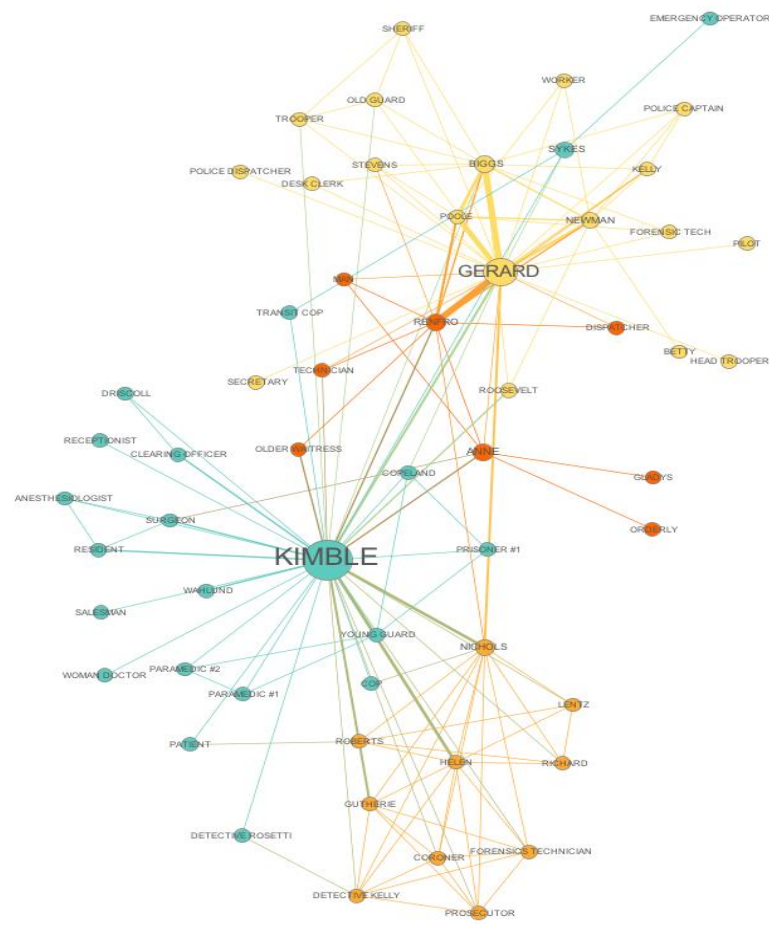 EMERGENCY OPERATOR
SHERIFF
WORKER
OLD GUARD
POLICE CAPTAIN
TROOPER
SYKES
STEVENS
BIGGS
KELLY
POLICE DISPATCHER
DESK CLERK
POOLE
NEWMAN
FORENSIC TECH
PILOT
GERARD
MAN
TRANSIT COP
RENFRO
DISPATCHER
BETTY
HEAD TROOPER
TECHNICIAN
SECRETARY
ROOSEVELT
DRISCOLL
RECEPTIONIST
CLEARING OFFICER
OLDER WAITRESS
ANNE
COPELAND
GLADYS
ANESTHESIOLOGIST
SURGEON
ORDERLY
RESIDENT
KIMBLE
PRISONER #1
WAHLUND
SALESMAN
YOUNG GUARD
NICHOLS
WOMAN DOCTOR
PARAMEDIC #2
COP
PARAMEDIC #1
LENTZ
PATIENT
ROBERTS
HELEN
RICHARD
GUTHERIE
DETECTIVE ROSETTI
CORONER
FORENSICS TECHNICIAN
DETECTIVE KELLY
PROSECUTOR